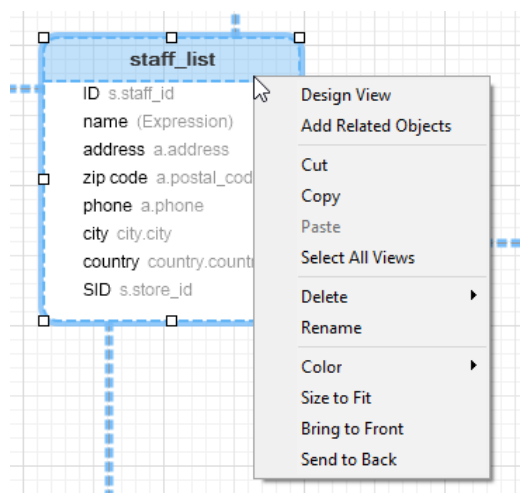 staff_list
ID s.staff_id
name (Expression)
address a.address
zip code a.postal_cod
phone a.phone
city city.city
country country.countr
SID s.store_id
Design View
Add Related Objects
Cut
Copy
Paste
Select All Views
Delete
Rename
Color
Size to Fit
Bring to Front
Send to Back